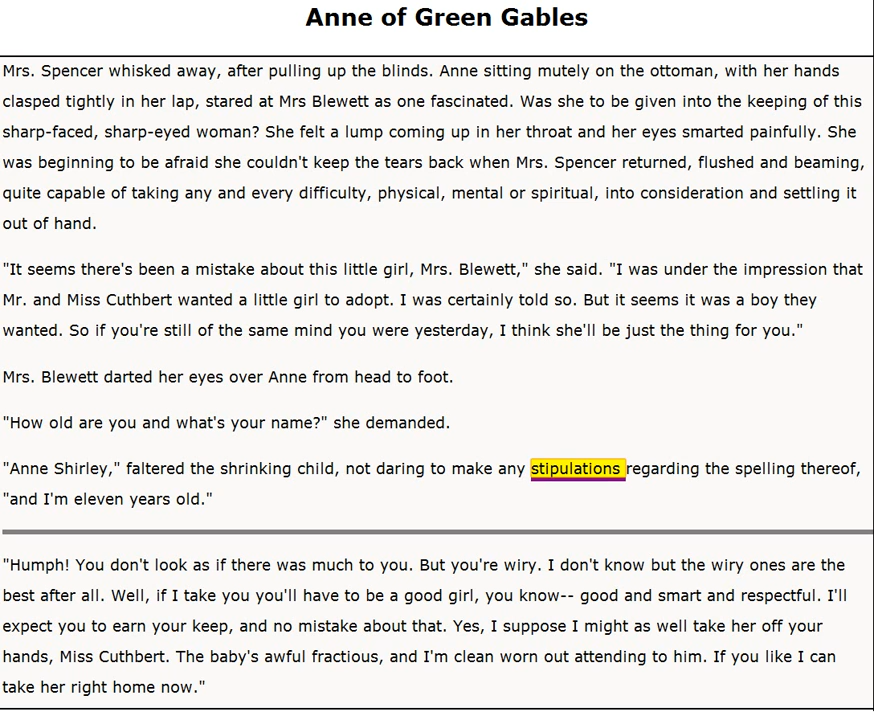 Anne of Green Gables
Mrs. Spencer whisked away, after pulling up the blinds. Anne sitting mutely on the ottoman, with her hands
clasped tightly in her lap, stared at Mrs Blewett as one fascinated. Was she to be given into the keeping of this
sharp-faced, sharp-eyed woman? She felt a lump coming up in her throat and her eyes smarted painfully. She
was beginning to be afraid she couldn't keep the tears back when Mrs. Spencer returned, flushed and beaming,
quite capable of taking any and every difficulty, physical, mental or spiritual, into consideration and settling it
out of hand.
"It seems there's been a mistake about this little girl, Mrs. Blewett," she said. "I was under the impression that
Mr. and Miss Cuthbert wanted a little girl to adopt. I was certainly told so. But it seems it was a boy they
wanted. So if you're still of the same mind you were yesterday, I think she'll be just the thing for you."
Mrs. Blewett darted her eyes over Anne from head to foot.
"How old are you and what's your name?" she demanded.
"Anne Shirley," faltered the shrinking child, not daring to make any stipulations regarding the spelling thereof,
"and I'm eleven years old."
"Humph! You don't look as if there was much to you. But you're wiry. I don't know but the wiry ones are the
best after all. Well, if I take you you'll have to be a good girl, you know-- good and smart and respectful. I'll
expect you to earn your keep, and no mistake about that. Yes, I suppose I might as well take her off your
hands, Miss Cuthbert. The baby's awful fractious, and I'm clean worn out attending to him. If you like I can
take her right home now."